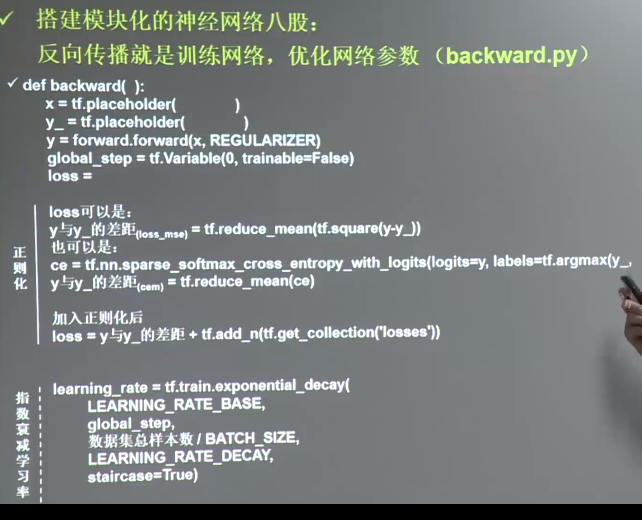 ✓ 搭建模块化的神经网络八股：
反向传播就是训练网络，优化网络参数 （backward.py）
✓ def backward( ):
x = tf.placeholder( )
y_ = tf.placeholder( )
y = forward.forward(x, REGULARIZER)
global_step = tf.Variable(0, trainable=False)
loss =
正则化
loss可以是：
y与y_的差距(loss_mse) = tf.reduce_mean(tf.square(y-y_))
也可以是：
ce = tf.nn.sparse_softmax_cross_entropy_with_logits(logits=y, labels=tf.argmax(y_,
y与y_的差距(cem) = tf.reduce_mean(ce)
加入正则化后
loss = y与y_的差距 + tf.add_n(tf.get_collection('losses'))
指数衰减学习率
learning_rate = tf.train.exponential_decay(
LEARNING_RATE_BASE,
global_step,
数据集总样本数 / BATCH_SIZE,
LEARNING_RATE_DECAY,
staircase=True)